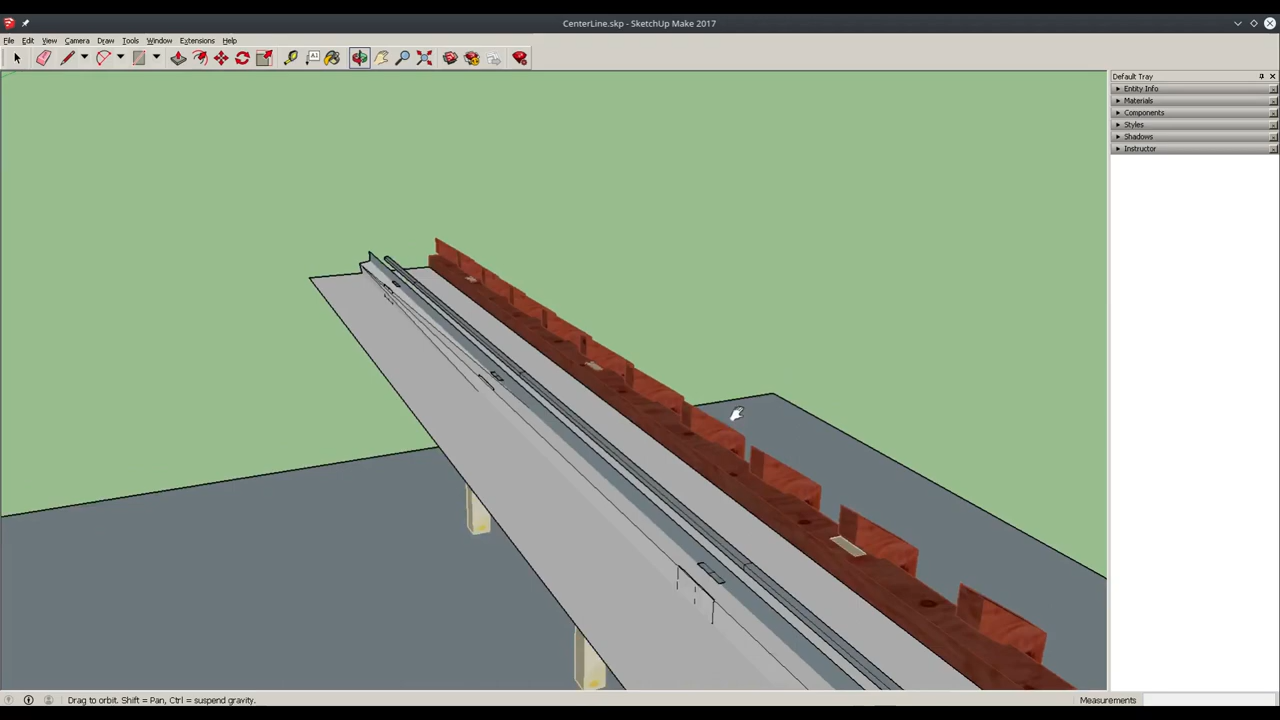 CenterLine.skp - SketchUp Make 2017
File Edit View Camera Draw Tools Window Extensions Help
A1
Default Tray
Entity Info
Materials
Components
Styles
Shadows
Instructor
Drag to orbit. Shift = Pan, Ctrl = suspend gravity.
Measurements